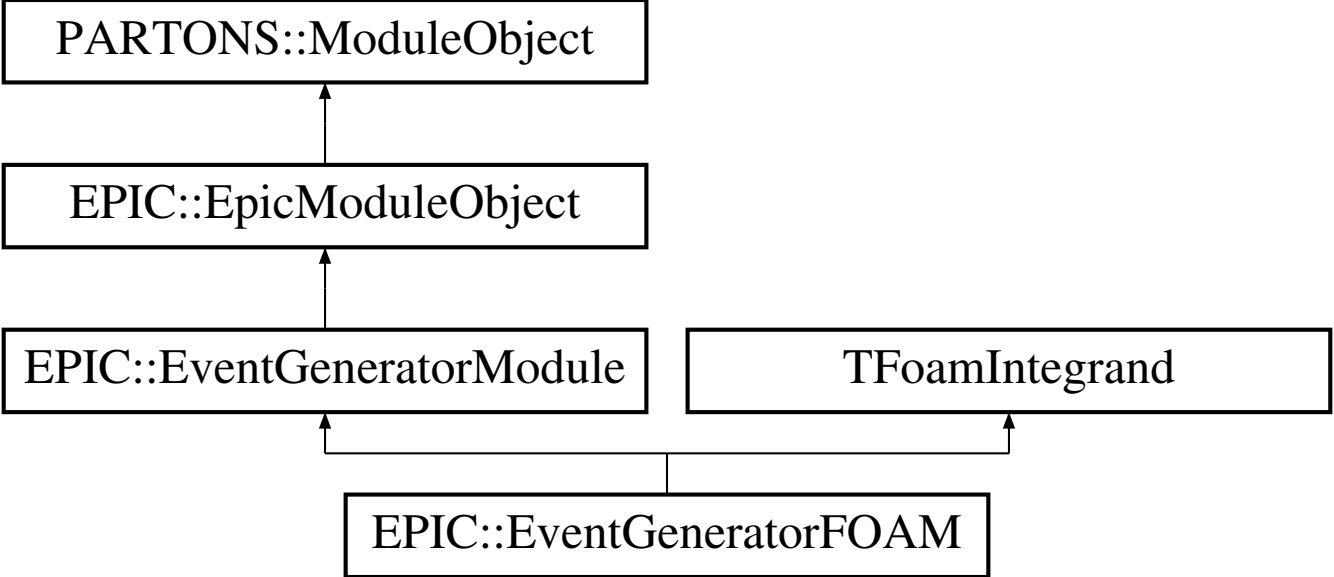 PARTONS::ModuleObject
EPIC::EpicModuleObject
EPIC::EventGeneratorModule
TFoamIntegrand
EPIC::EventGeneratorFOAM